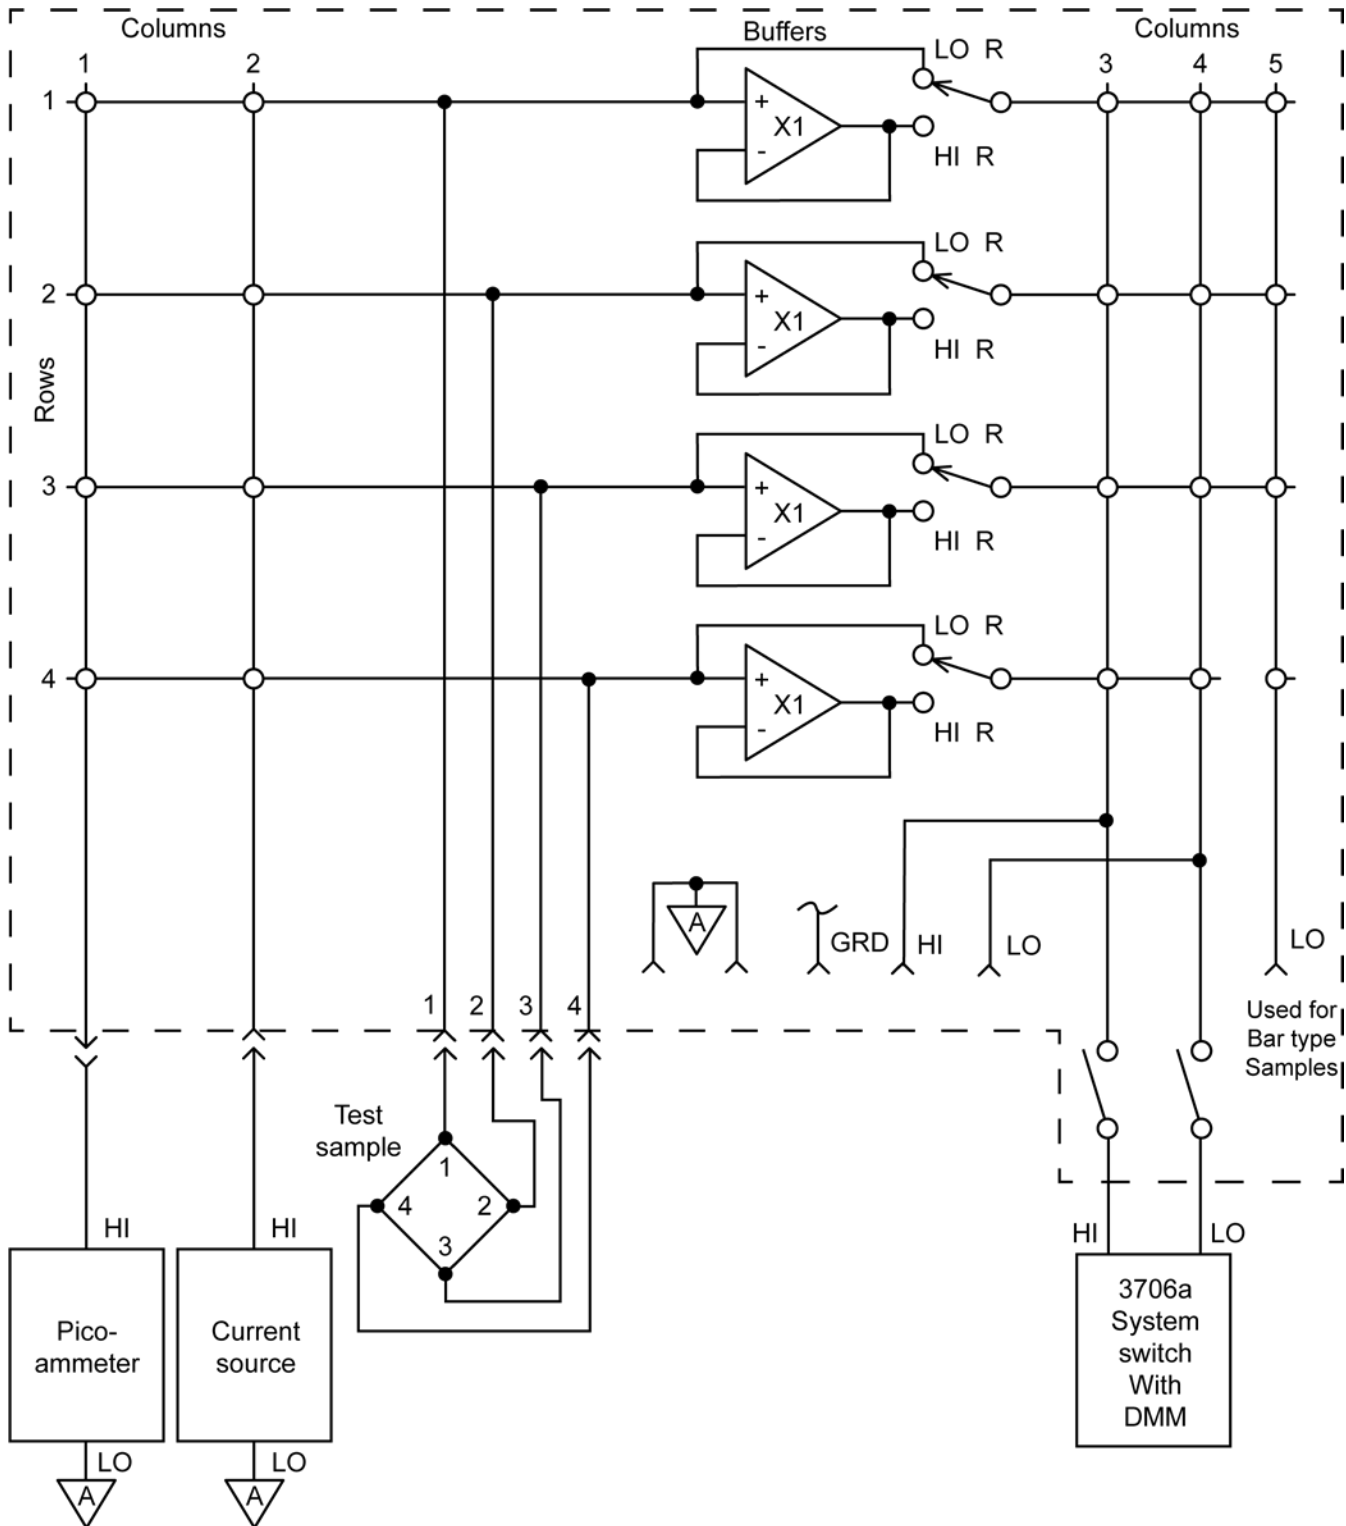 Columns
Buffers
Columns
1
2
3
4
5
LO R
1
+
X1
-
HI R
LO R
2
+
X1
-
HI R
Rows
LO R
3
+
X1
-
HI R
LO R
4
+
X1
-
HI R
A
GRD
HI
LO
LO
1
2
3
4
Used for
Bar type
Samples
Test
sample
1
4
2
3
HI
HI
HI
LO
Pico-
ammeter
Current
source
3706a
System
switch
With
DMM
LO
LO
A
A